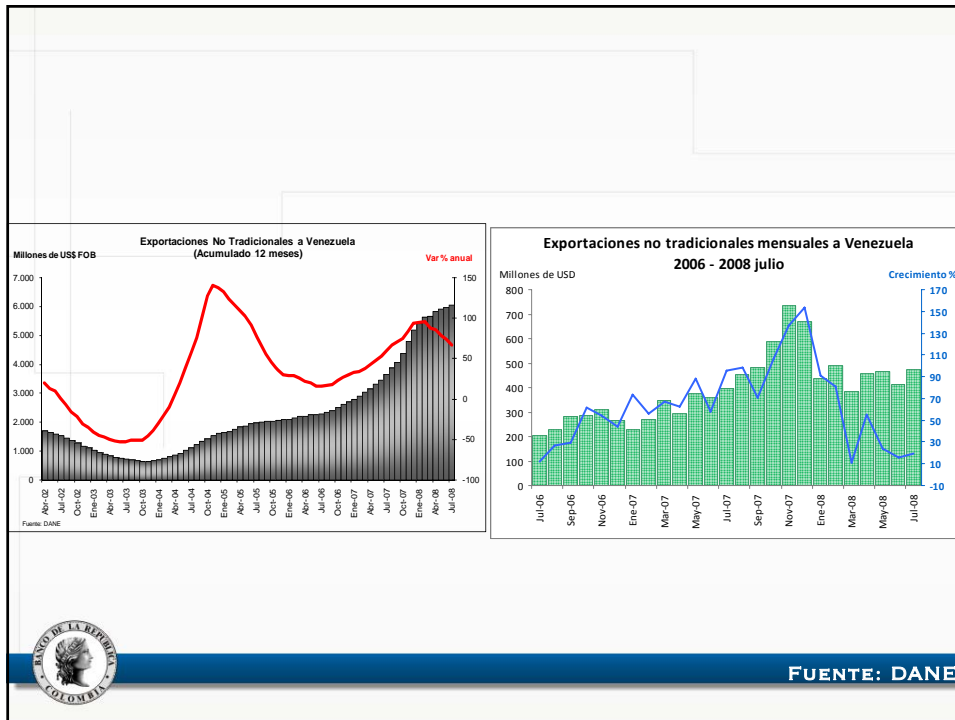 Exportaciones No Tradicionales a Venezuela
(Acumulado 12 meses)
Millones de US$ FOB
Var % anual
7.000
6.000
5.000
4.000
3.000
2.000
1.000
0
150
100
50
0
-50
-100
Abr-02
Jul-02
Oct-02
Ene-03
Abr-03
Jul-03
Oct-03
Ene-04
Abr-04
Jul-04
Oct-04
Ene-05
Abr-05
Jul-05
Oct-05
Ene-06
Abr-06
Jul-06
Oct-06
Ene-07
Abr-07
Jul-07
Oct-07
Ene-08
Abr-08
Jul-08
Fuente: DANE
Exportaciones no tradicionales mensuales a Venezuela
2006 - 2008 julio
Millones de USD
Crecimiento %
800
700
600
500
400
300
200
100
0
170
150
130
110
90
70
50
30
10
-10
Jul-06
Sep-06
Nov-06
Ene-07
Mar-07
May-07
Jul-07
Sep-07
Nov-07
Ene-08
Mar-08
May-08
Jul-08
BANCO DE LA REPUBLICA
COLOMBIA
FUENTE: DANE